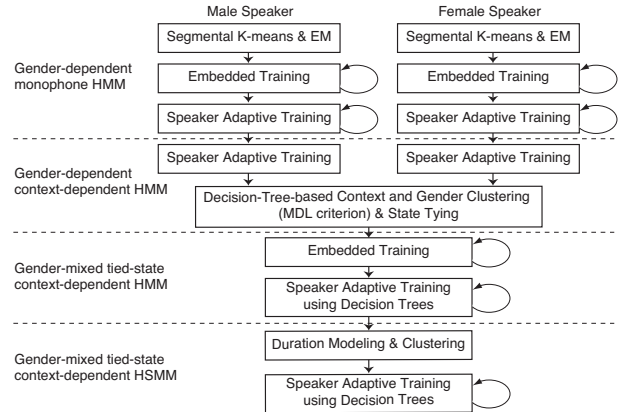 Male Speaker
Female Speaker
Segmental K-means & EM
Segmental K-means & EM
Gender-dependent
monophone HMM
Embedded Training
Embedded Training
Speaker Adaptive Training
Speaker Adaptive Training
Gender-dependent
context-dependent HMM
Speaker Adaptive Training
Speaker Adaptive Training
Decision-Tree-based Context and Gender Clustering
(MDL criterion) & State Tying
Gender-mixed tied-state
context-dependent HMM
Embedded Training
Speaker Adaptive Training
using Decision Trees
Gender-mixed tied-state
context-dependent HSMM
Duration Modeling & Clustering
Speaker Adaptive Training
using Decision Trees